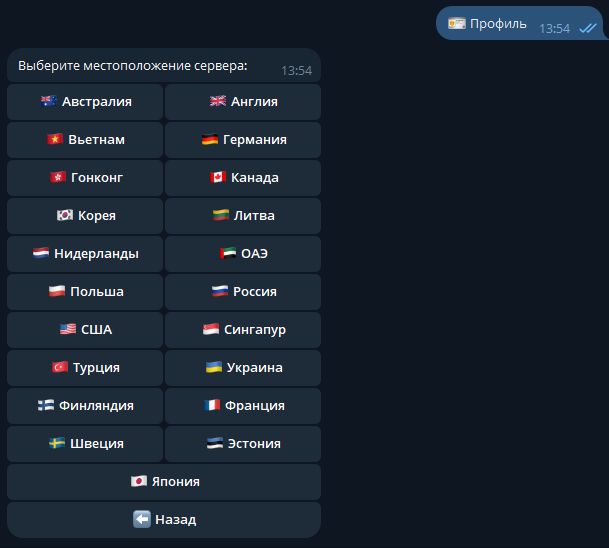 Профиль 13:54
Выберите местоположение сервера: 13:54
Австралия Англия
Вьетнам Германия
Гонконг Канада
Корея Литва
Нидерланды ОАЭ
Польша Россия
США Сингапур
Турция Украина
Финляндия Франция
Швеция Эстония
Япония
Назад